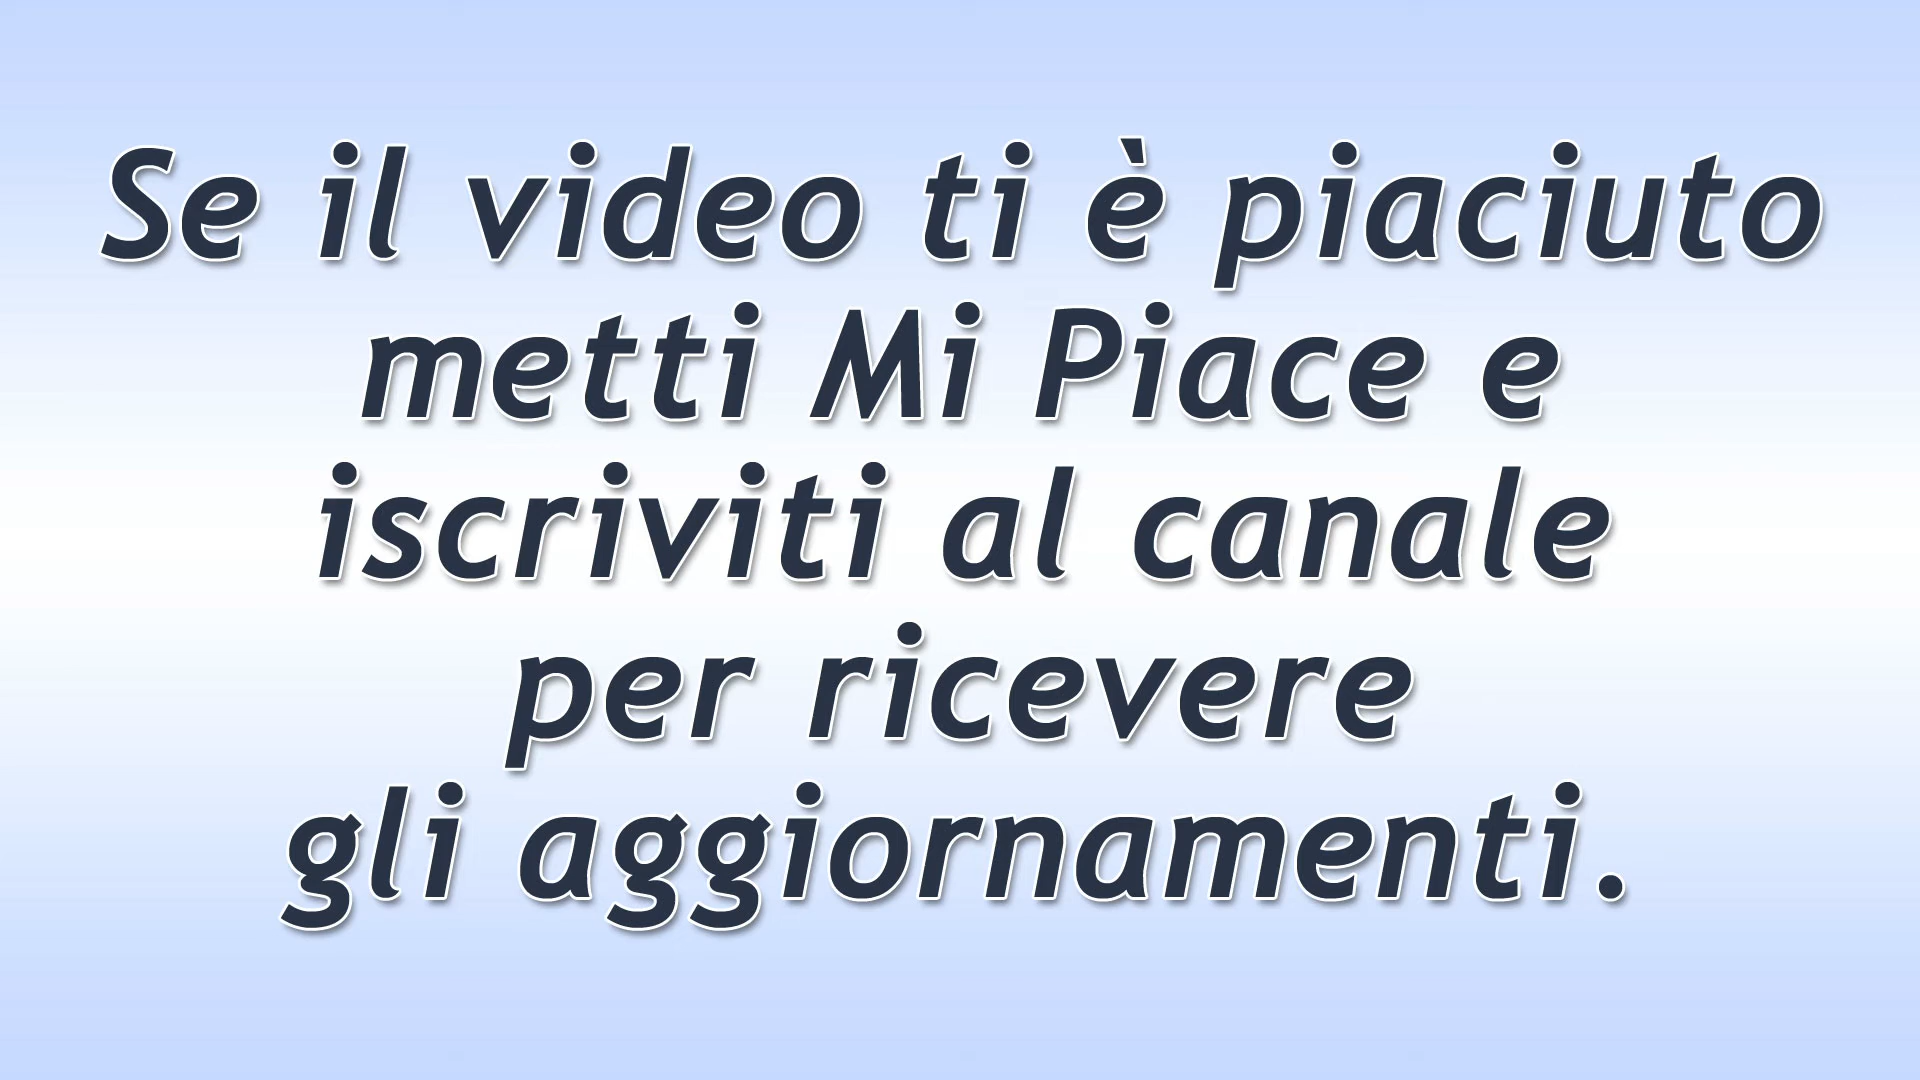 Se il video ti è piaciuto
metti Mi Piace e
iscriviti al canale
per ricevere
gli aggiornamenti.